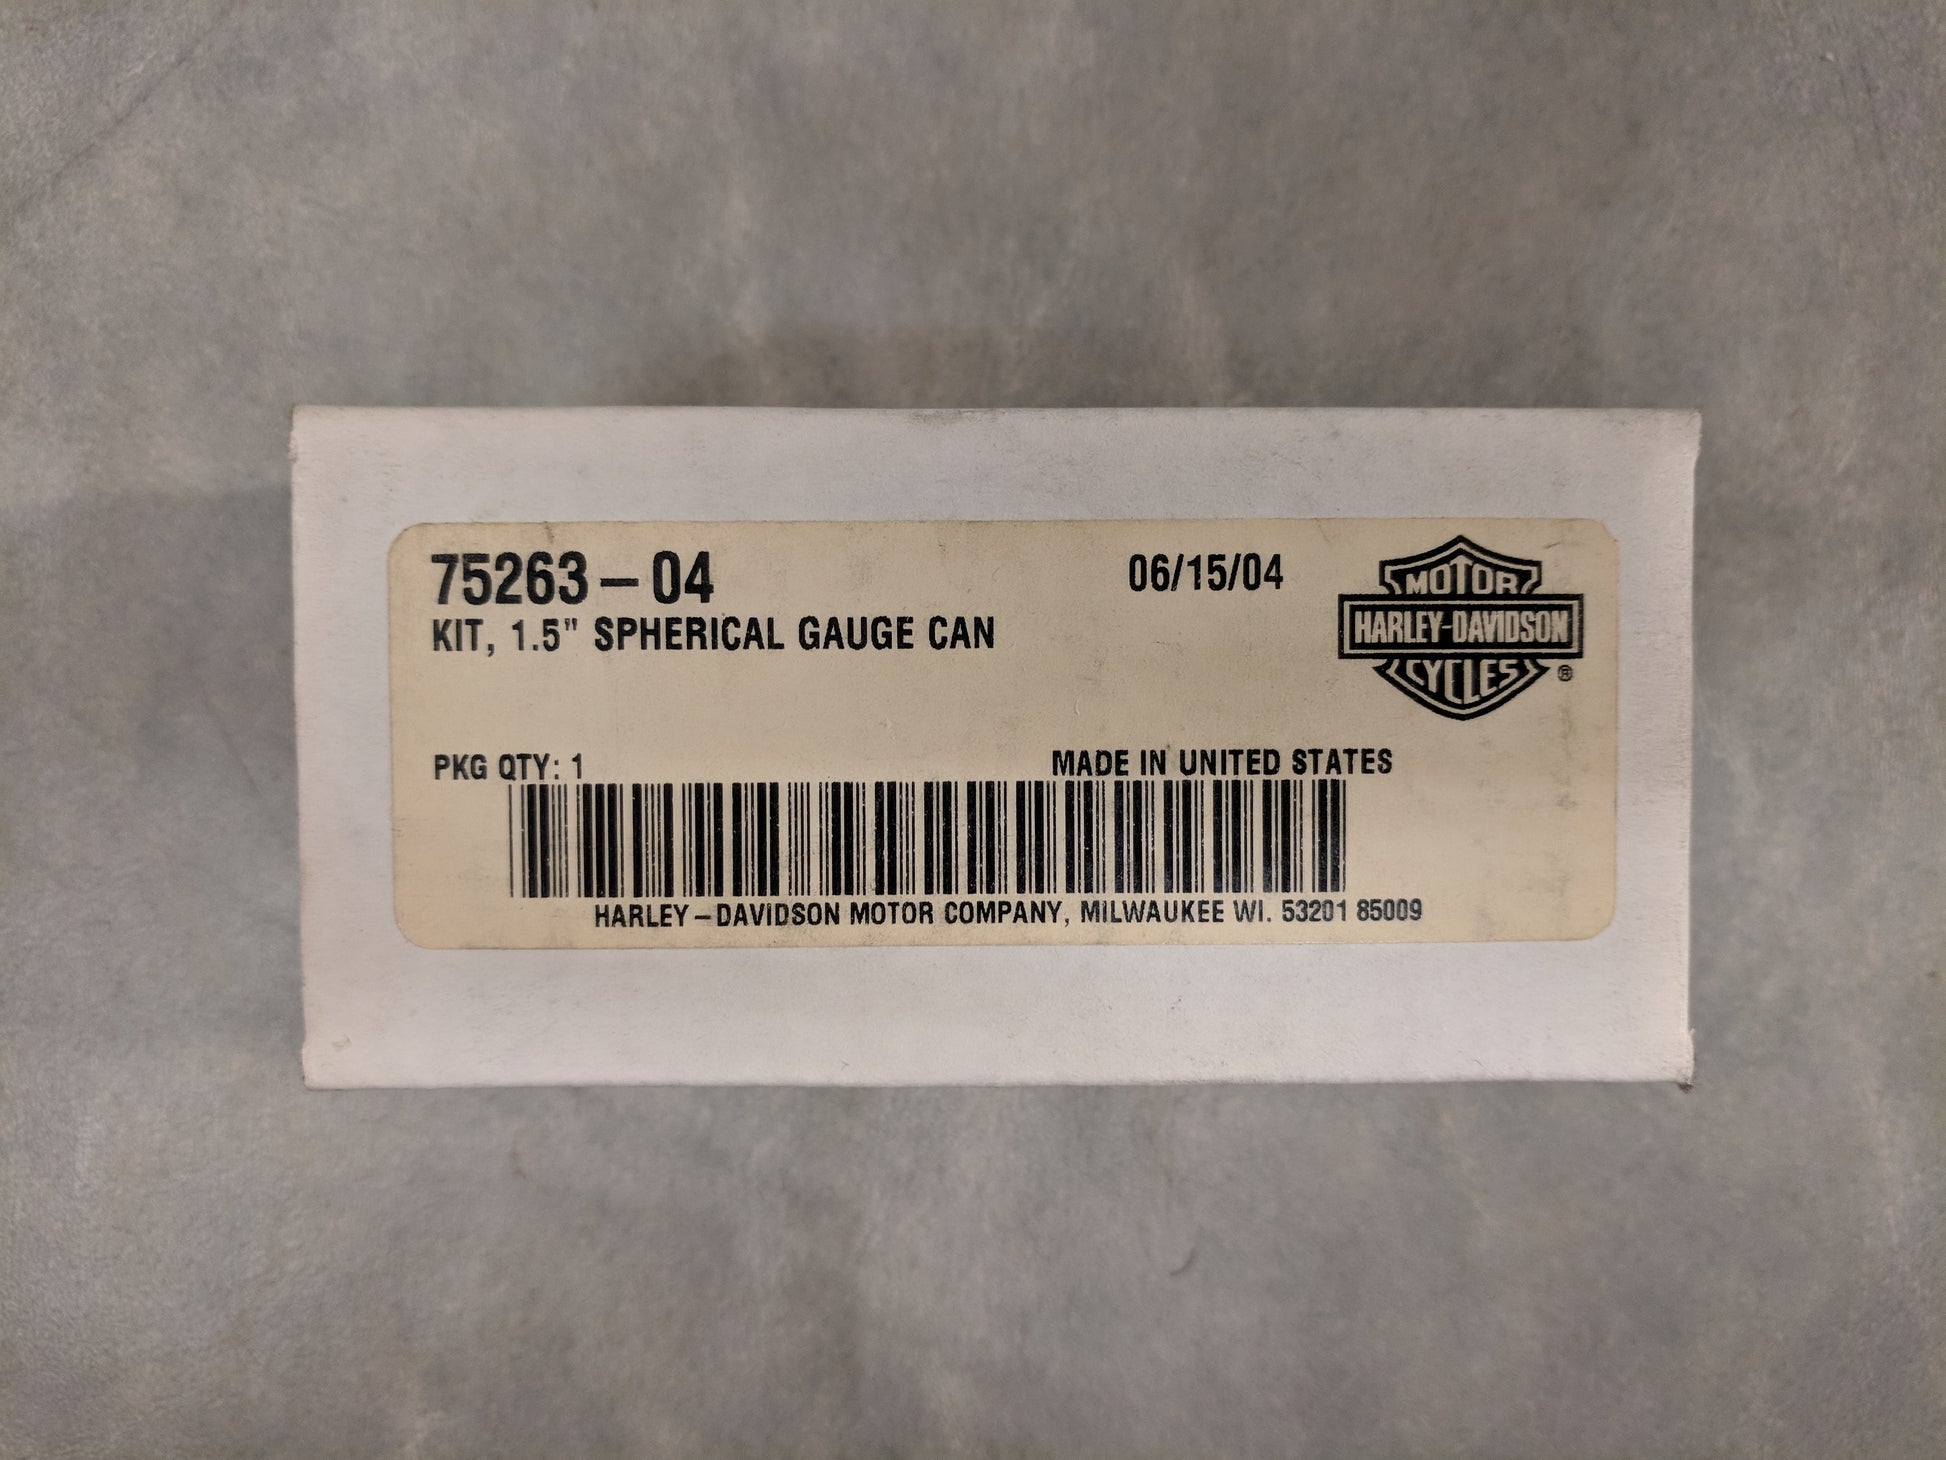 75263-04
06/15/04
KIT, 1.5" SPHERICAL GAUGE CAN
MOTOR
HARLEY-DAVIDSON
CYCLES
®
PKG QTY: 1
MADE IN UNITED STATES
HARLEY-DAVIDSON MOTOR COMPANY, MILWAUKEE WI. 53201 85009